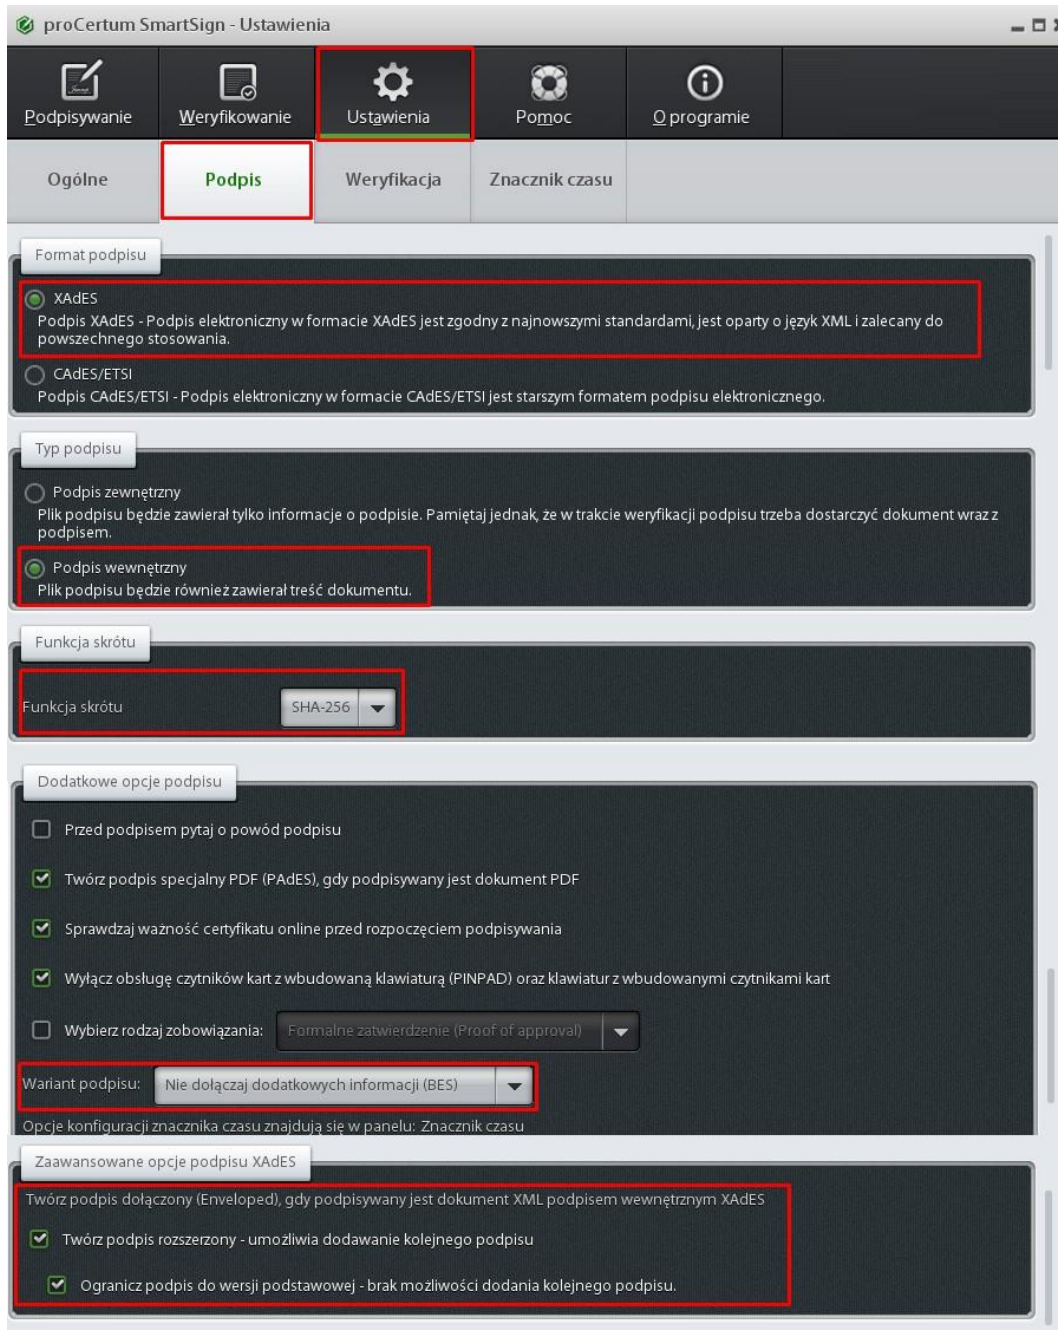 proCertum SmartSign - Ustawienia
Podpisywanie
Weryfikowanie
Ustawienia
Pomoc
O programie
Ogólne
Podpis
Weryfikacja
Znacznik czasu
Format podpisu
XAdES
Podpis XAdES - Podpis elektroniczny w formacie XAdES jest zgodny z najnowszymi standardami, jest oparty o język XML i zalecany do
powszechnego stosowania.
CAdES/ETSI
Podpis CAdES/ETSI - Podpis elektroniczny w formacie CAdES/ETSI jest starszym formatem podpisu elektronicznego.
Typ podpisu
Podpis zewnętrzny
Plik podpisu będzie zawierał tylko informacje o podpisie. Pamiętaj jednak, że w trakcie weryfikacji podpisu trzeba dostarczyć dokument wraz z
podpisem.
Podpis wewnętrzny
Plik podpisu będzie również zawierał treść dokumentu.
Funkcja skrótu
Funkcja skrótu SHA-256
Dodatkowe opcje podpisu
Przed podpisem pytaj o powód podpisu
Twórz podpis specjalny PDF (PAdES), gdy podpisywany jest dokument PDF
Sprawdzaj ważność certyfikatu online przed rozpoczęciem podpisywania
Wyłącz obsługę czytników kart z wbudowaną klawiaturą (PINPAD) oraz klawiatur z wbudowanymi czytnikami kart
Wybierz rodzaj zobowiązania: Formalne zatwierdzenie (Proof of approval)
Wariant podpisu: Nie dołączaj dodatkowych informacji (BES)
Opcje konfiguracji znacznika czasu znajdują się w panelu: Znacznik czasu
Zaawansowane opcje podpisu XAdES
Twórz podpis dołączony (Enveloped), gdy podpisywany jest dokument XML podpisem wewnętrznym XAdES
Twórz podpis rozszerzony - umożliwia dodawanie kolejnego podpisu
Ogranicz podpis do wersji podstawowej - brak możliwości dodania kolejnego podpisu.